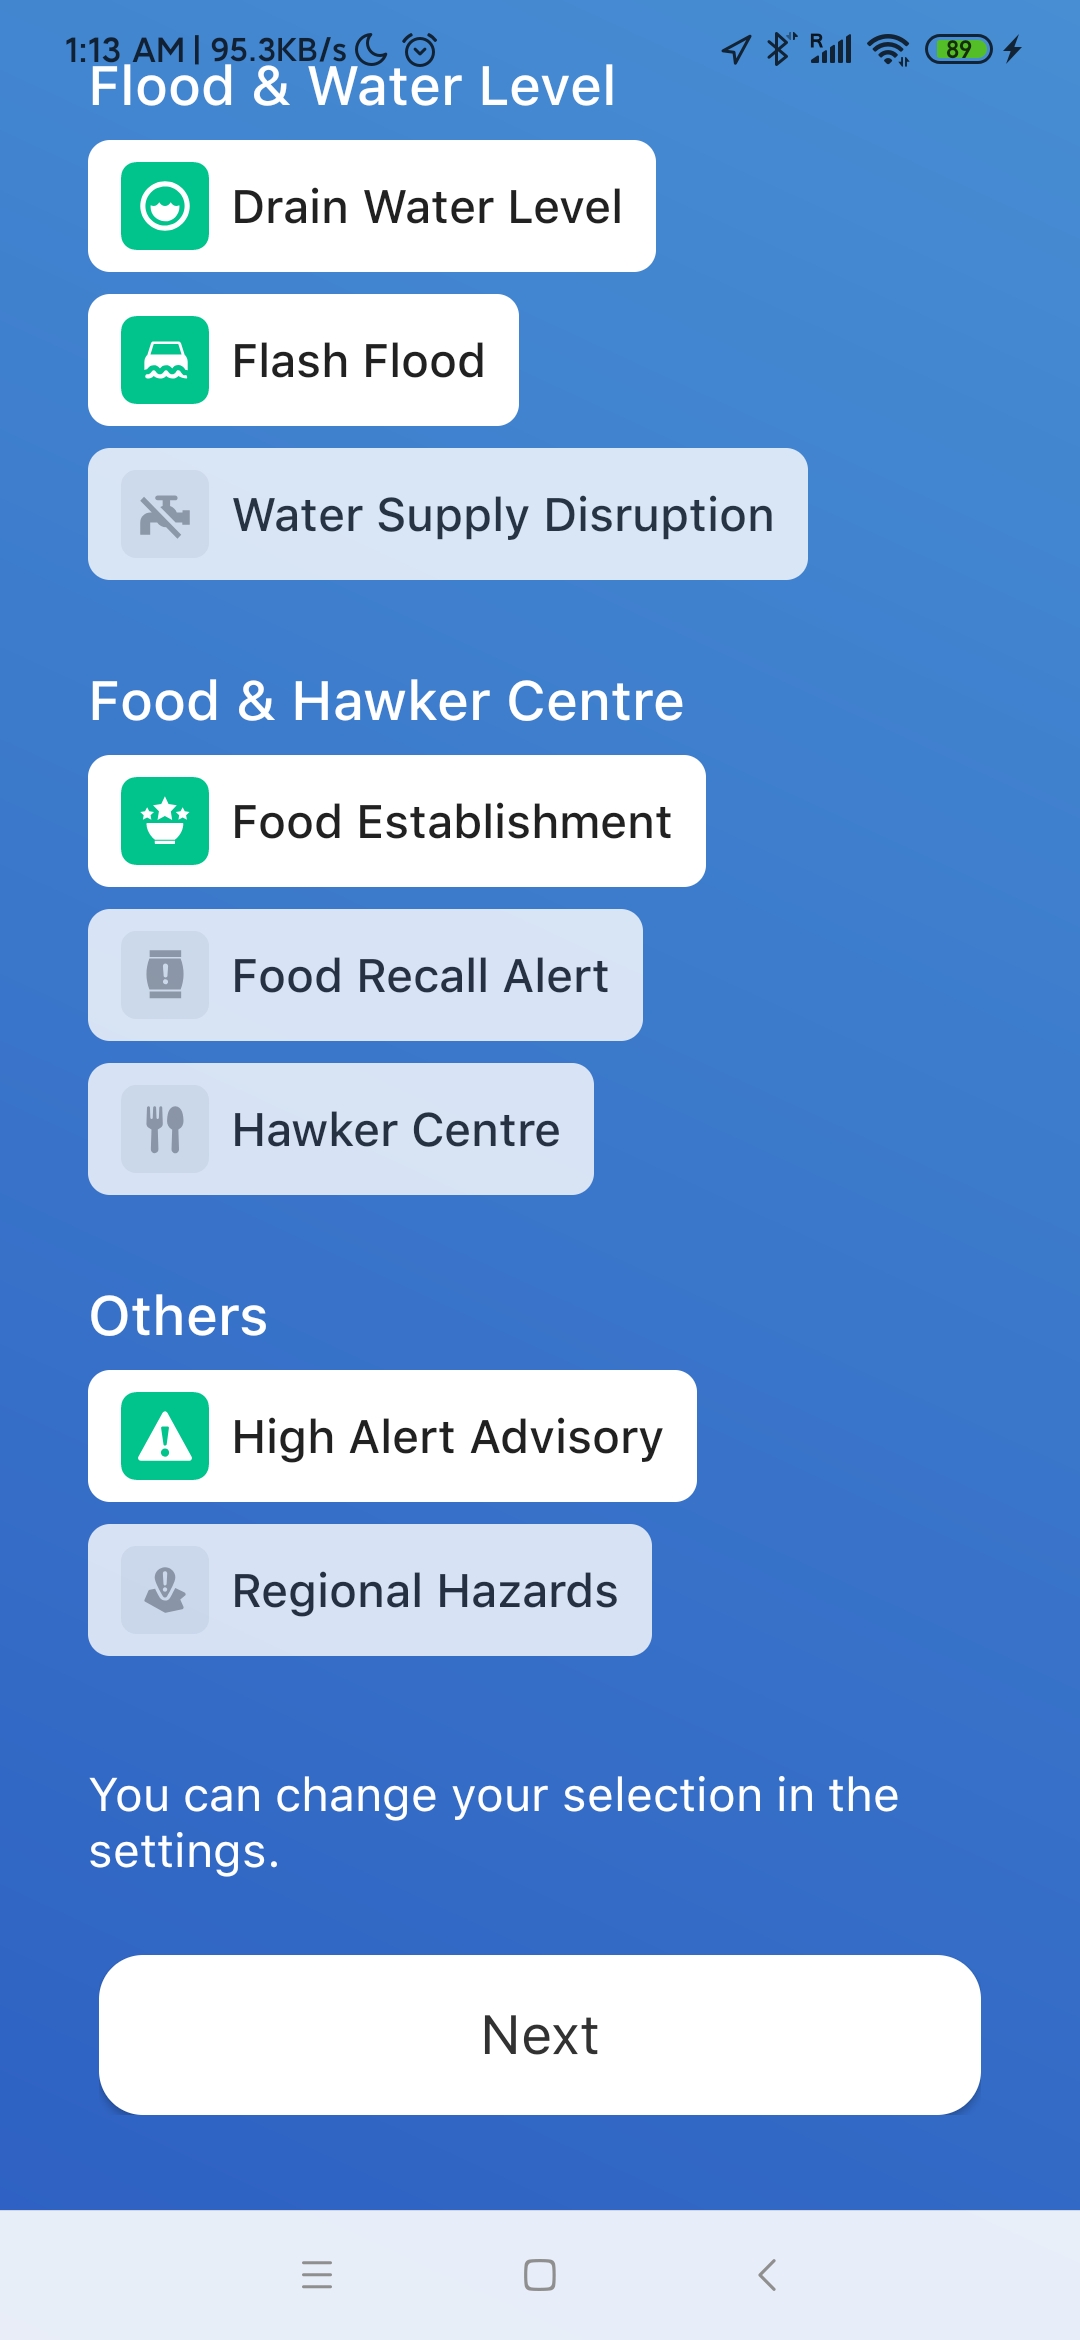 1:13 AM | 95.3KB/s
R
89
Flood & Water Level
Drain Water Level
Flash Flood
Water Supply Disruption
Food & Hawker Centre
Food Establishment
Food Recall Alert
Hawker Centre
Others
High Alert Advisory
Regional Hazards
You can change your selection in the
settings.
Next